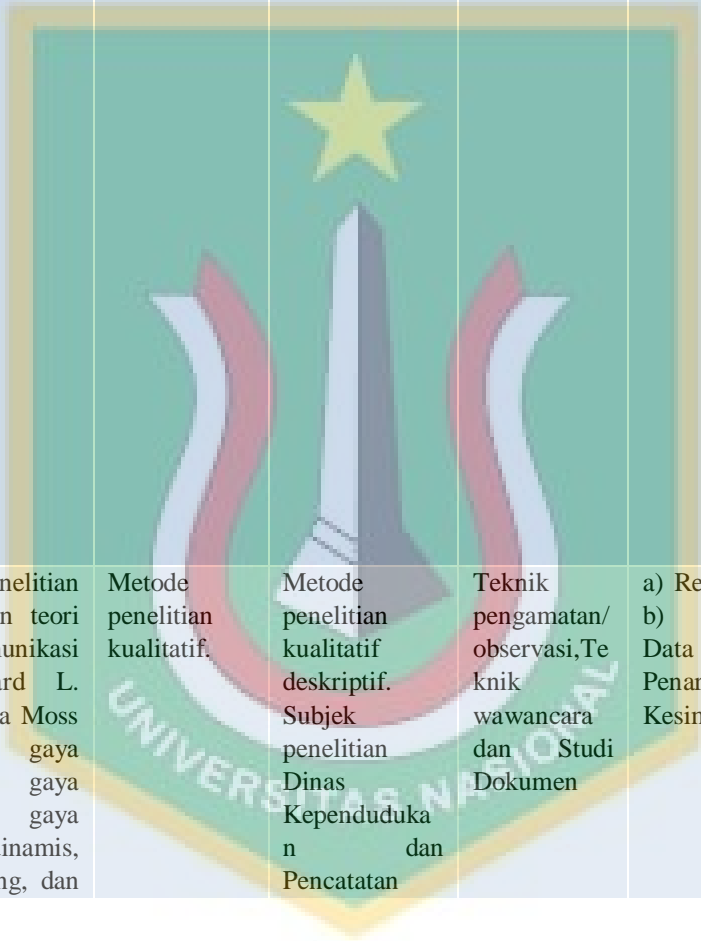 nelitian
n teori
unikasi
ard L.
a Moss
gaya
gaya
gaya
inamis,
ng, dan
Metode
penelitian
kualitatif.
Metode
penelitian
kualitatif
deskriptif.
Subjek
penelitian
Dinas
Kependuduka
n dan
Pencatatan
Teknik
pengamatan/
observasi,Te
knik
wawancara
dan Studi
Dokumen
a) Re
b)
Data
Penar
Kesin
UNIVERSITAS NASIONAL